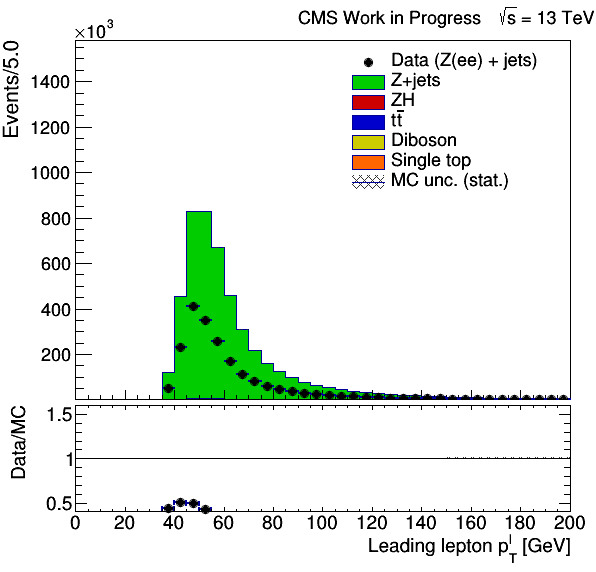 CMS Work in Progress √s = 13 TeV
×10³
Events/5.0
1400
1200
1000
800
600
400
200
Data (Z(ee) + jets)
Z+jets
ZH
tt̄
Diboson
Single top
MC unc. (stat.)
Data/MC
1.5
1
0.5
0 20 40 60 80 100 120 140 160 180 200
Leading lepton p_T^l [GeV]